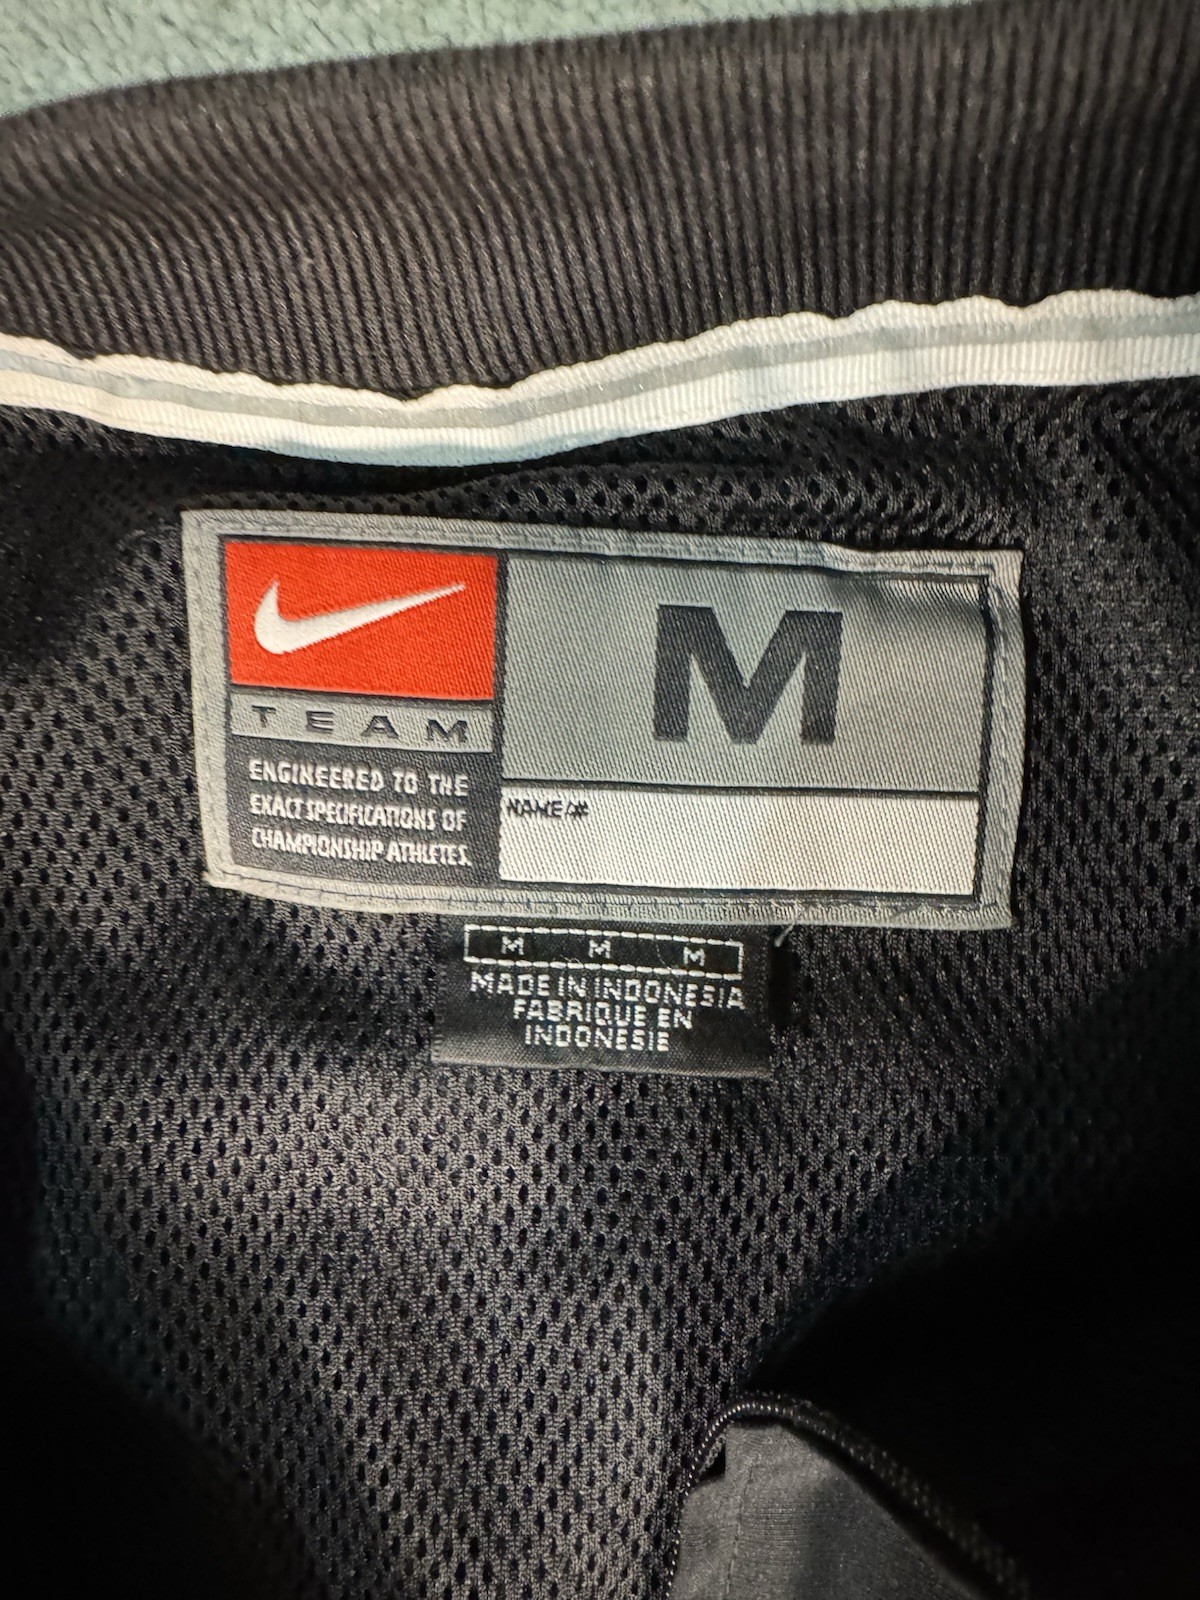 TEAM
ENGINEERED TO THE
EXACT SPECIFICATIONS OF
CHAMPIONSHIP ATHLETES.
M
NAME/#
M M M
MADE IN INDONESIA
FABRIQUE EN
INDONESIE